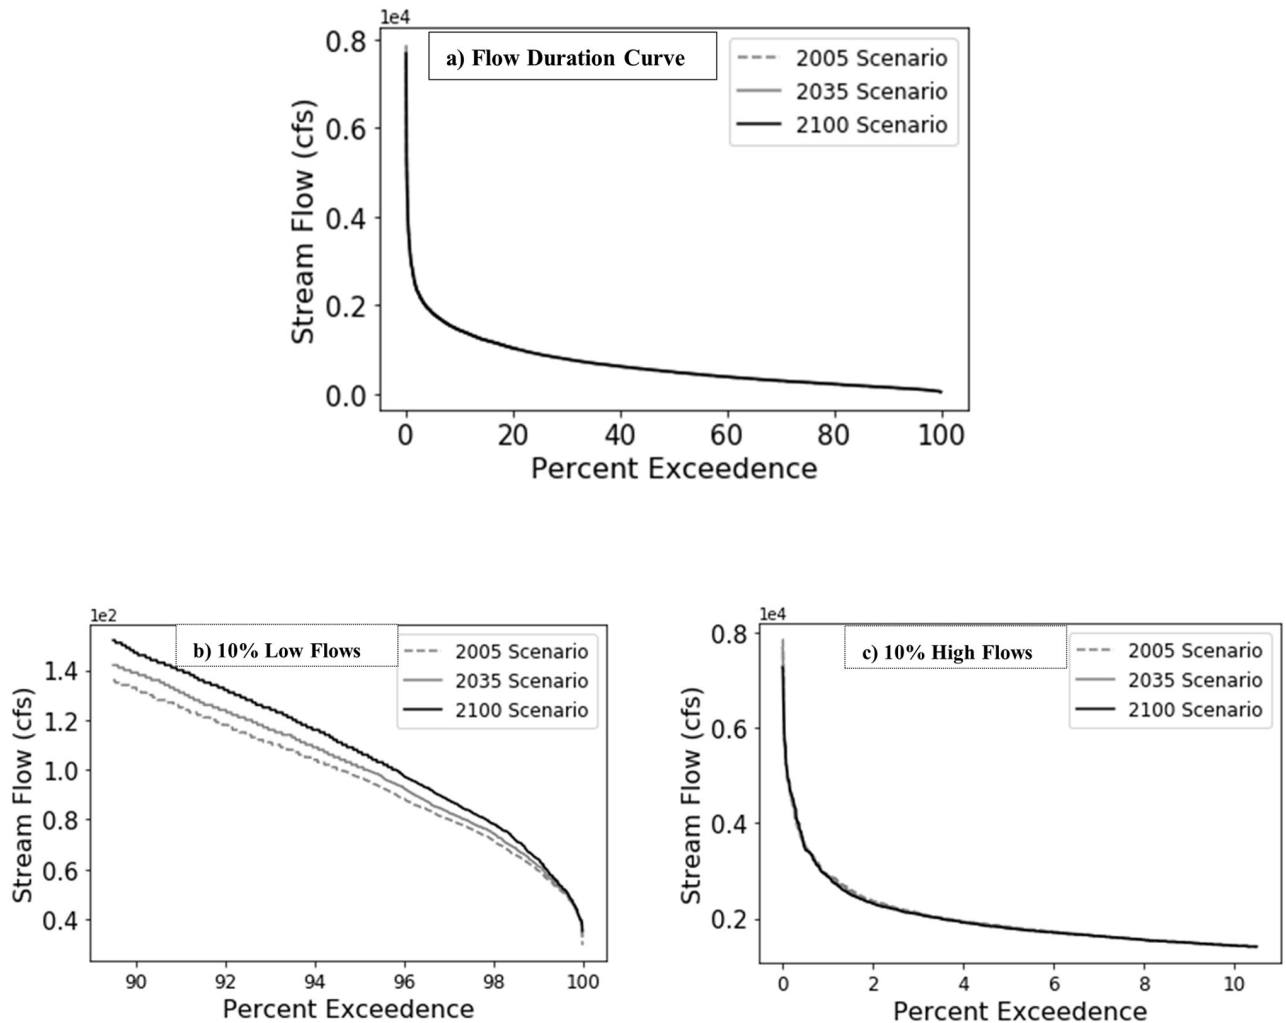 1e4
a) Flow Duration Curve
2005 Scenario
2035 Scenario
2100 Scenario
Stream Flow (cfs)
0.8
0.6
0.4
0.2
0.0
0 20 40 60 80 100
Percent Exceedence
1e2
b) 10% Low Flows
2005 Scenario
2035 Scenario
2100 Scenario
Stream Flow (cfs)
1.4
1.2
1.0
0.8
0.6
0.4
90 92 94 96 98 100
Percent Exceedence
1e4
c) 10% High Flows
2005 Scenario
2035 Scenario
2100 Scenario
Stream Flow (cfs)
0.8
0.6
0.4
0.2
0 2 4 6 8 10
Percent Exceedence